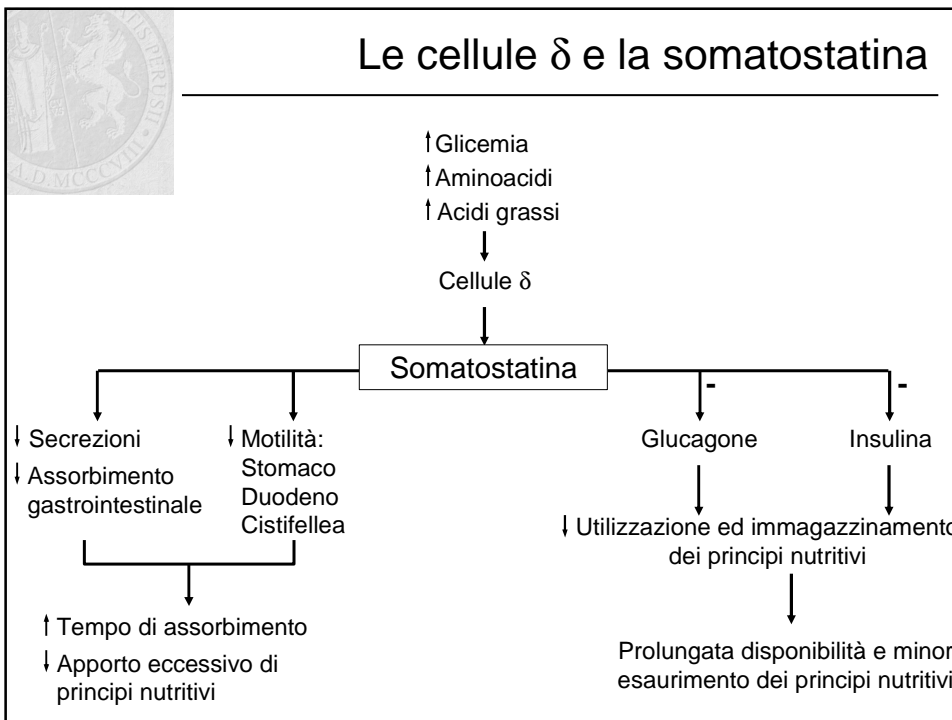 Le cellule δ e la somatostatina
↑Glicemia
↑Aminoacidi
↑Acidi grassi
Cellule δ
Somatostatina
-
-
↓ Secrezioni
↓ Assorbimento
gastrointestinale
↓ Motilità:
Stomaco
Duodeno
Cistifellea
Glucagone
Insulina
↓ Utilizzazione ed immagazzinamento
dei principi nutritivi
↑ Tempo di assorbimento
↓ Apporto eccessivo di
principi nutritivi
Prolungata disponibilità e minor
esaurimento dei principi nutritivi
A.D. MCCCVIII